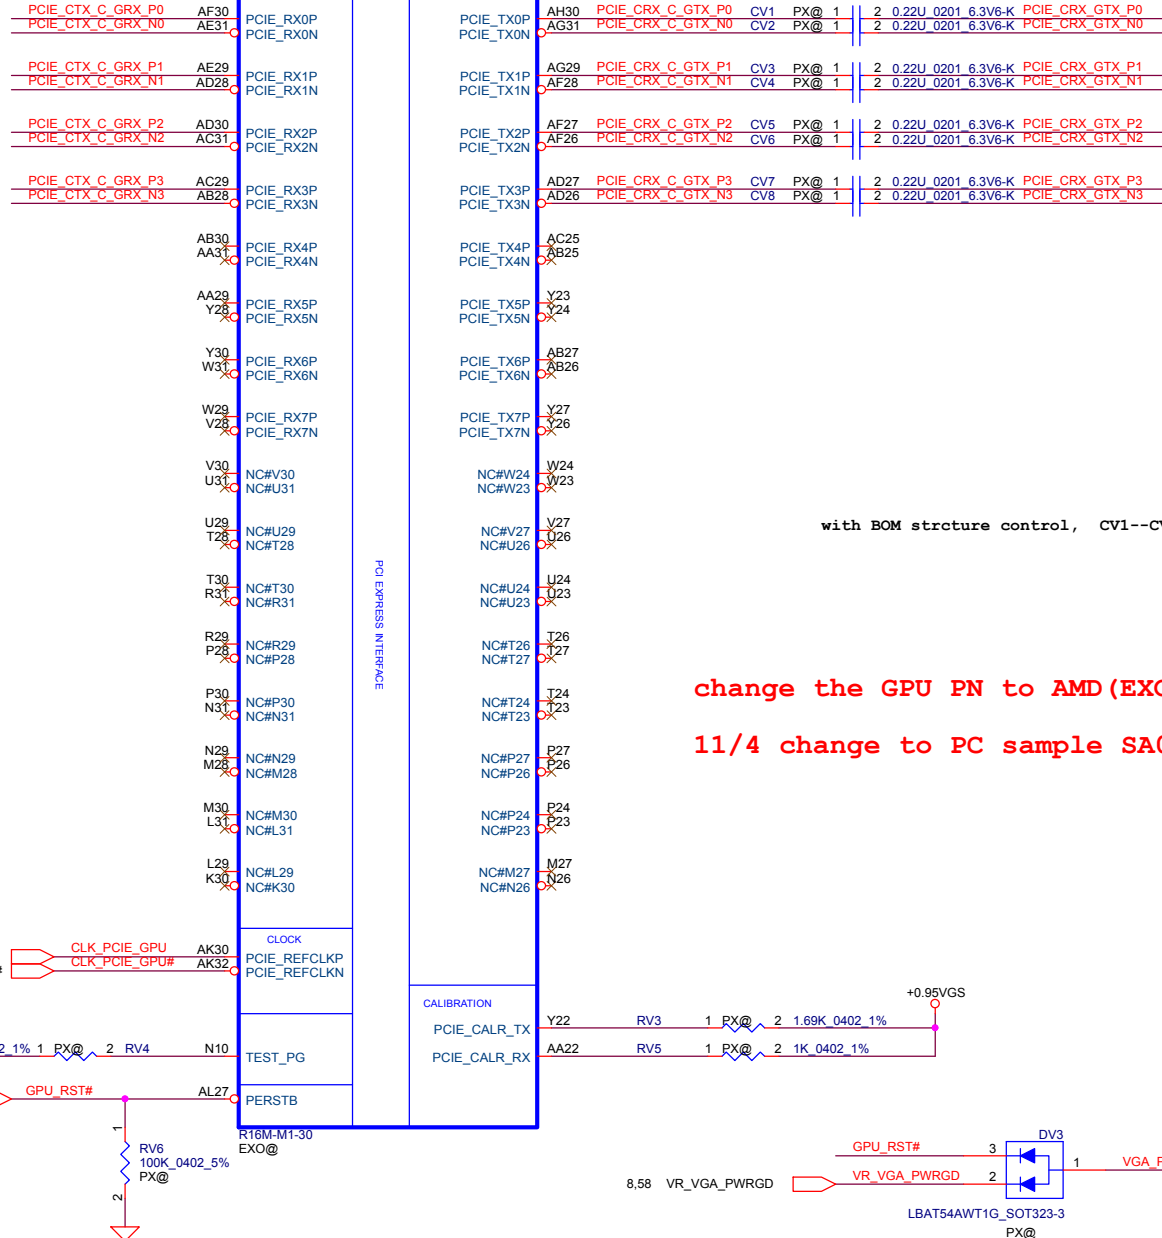 PCIE_CTX_C_GRX_P0 AF30 PCIE_RX0P PCIE_TX0P AH30 PCIE_CRX_C_GTX_P0 CV1 PX@ 1 2 0.22U_0201_6.3V6-K PCIE_CRX_GTX_P0
PCIE_CTX_C_GRX_N0 AE31 PCIE_RX0N PCIE_TX0N AG31 PCIE_CRX_C_GTX_N0 CV2 PX@ 1 2 0.22U_0201_6.3V6-K PCIE_CRX_GTX_N0
PCIE_CTX_C_GRX_P1 AE29 PCIE_RX1P PCIE_TX1P AG29 PCIE_CRX_C_GTX_P1 CV3 PX@ 1 2 0.22U_0201_6.3V6-K PCIE_CRX_GTX_P1
PCIE_CTX_C_GRX_N1 AD28 PCIE_RX1N PCIE_TX1N AF28 PCIE_CRX_C_GTX_N1 CV4 PX@ 1 2 0.22U_0201_6.3V6-K PCIE_CRX_GTX_N1
PCIE_CTX_C_GRX_P2 AD30 PCIE_RX2P PCIE_TX2P AF27 PCIE_CRX_C_GTX_P2 CV5 PX@ 1 2 0.22U_0201_6.3V6-K PCIE_CRX_GTX_P2
PCIE_CTX_C_GRX_N2 AC31 PCIE_RX2N PCIE_TX2N AF26 PCIE_CRX_C_GTX_N2 CV6 PX@ 1 2 0.22U_0201_6.3V6-K PCIE_CRX_GTX_N2
PCIE_CTX_C_GRX_P3 AC29 PCIE_RX3P PCIE_TX3P AD27 PCIE_CRX_C_GTX_P3 CV7 PX@ 1 2 0.22U_0201_6.3V6-K PCIE_CRX_GTX_P3
PCIE_CTX_C_GRX_N3 AB28 PCIE_RX3N PCIE_TX3N AD26 PCIE_CRX_C_GTX_N3 CV8 PX@ 1 2 0.22U_0201_6.3V6-K PCIE_CRX_GTX_N3
AB30 PCIE_RX4P PCIE_TX4P AC25
AA31 PCIE_RX4N PCIE_TX4N AB25
AA29 PCIE_RX5P PCIE_TX5P Y23
Y28 PCIE_RX5N PCIE_TX5N Y24
Y30 PCIE_RX6P PCIE_TX6P AB27
W31 PCIE_RX6N PCIE_TX6N AB26
W29 PCIE_RX7P PCIE_TX7P Y27
V28 PCIE_RX7N PCIE_TX7N Y26
V30 NC#V30 NC#W24 W24
U31 NC#U31 NC#W23 W23
U29 NC#U29 NC#V27 V27
T28 NC#T28 NC#U26 U26
with BOM strcture control, CV1--CV
T30 NC#T30 NC#U24 U24
R31 NC#R31 NC#U23 U23
PCI EXPRESS INTERFACE
R29 NC#R29 NC#T26 T26
P28 NC#P28 NC#T27 T27
change the GPU PN to AMD(EXO
P30 NC#P30 NC#T24 T24
N31 NC#N31 NC#T23 T23
11/4 change to PC sample SA0
N29 NC#N29 NC#P27 P27
M28 NC#M28 NC#P26 P26
M30 NC#M30 NC#P24 P24
L31 NC#L31 NC#P23 P23
L29 NC#L29 NC#M27 M27
K30 NC#K30 NC#N26 N26
CLOCK
CLK_PCIE_GPU AK30 PCIE_REFCLKP
CLK_PCIE_GPU# AK32 PCIE_REFCLKN
#
+0.95VGS
CALIBRATION
PCIE_CALR_TX Y22 RV3 1 PX@ 2 1.69K_0402_1%
2_1% 1 PX@ 2 RV4 N10 TEST_PG PCIE_CALR_RX AA22 RV5 1 PX@ 2 1K_0402_1%
GPU_RST# AL27 PERSTB
R16M-M1-30
EXO@
1
RV6
100K_0402_5%
PX@
2
DV3
GPU_RST# 3
1 VGA_P
8,58 VR_VGA_PWRGD VR_VGA_PWRGD 2
LBAT54AWT1G_SOT323-3
PX@